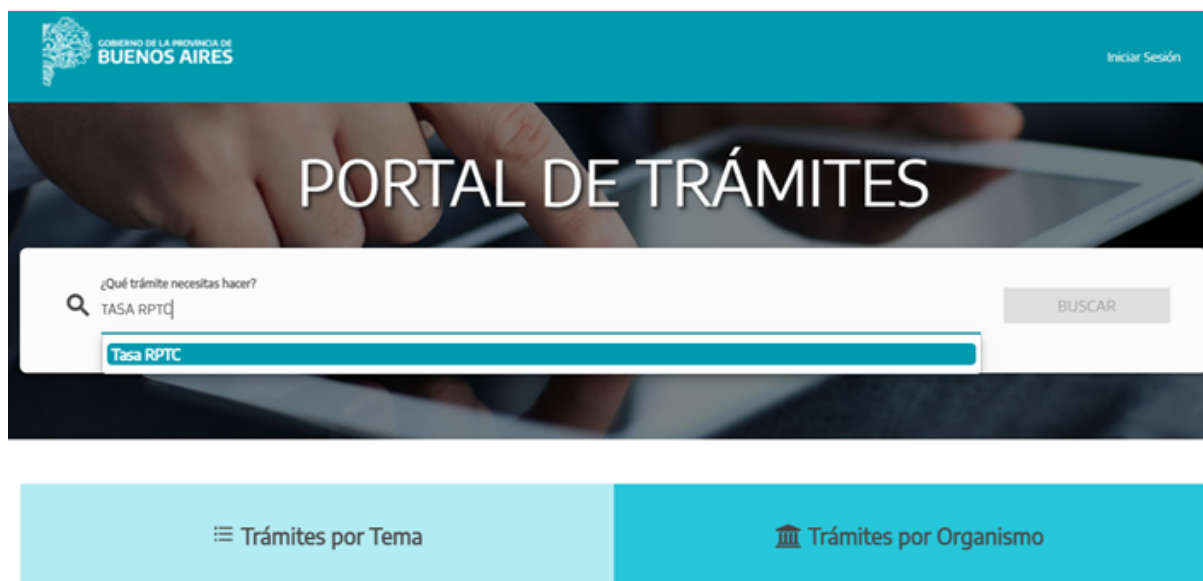 GOBIERNO DE LA PROVINCIA DE
BUENOS AIRES
Iniciar Sesión
PORTAL DE TRÁMITES
¿Qué trámite necesitas hacer?
TASA RPTC
BUSCAR
Tasa RPTC
Trámites por Tema
Trámites por Organismo